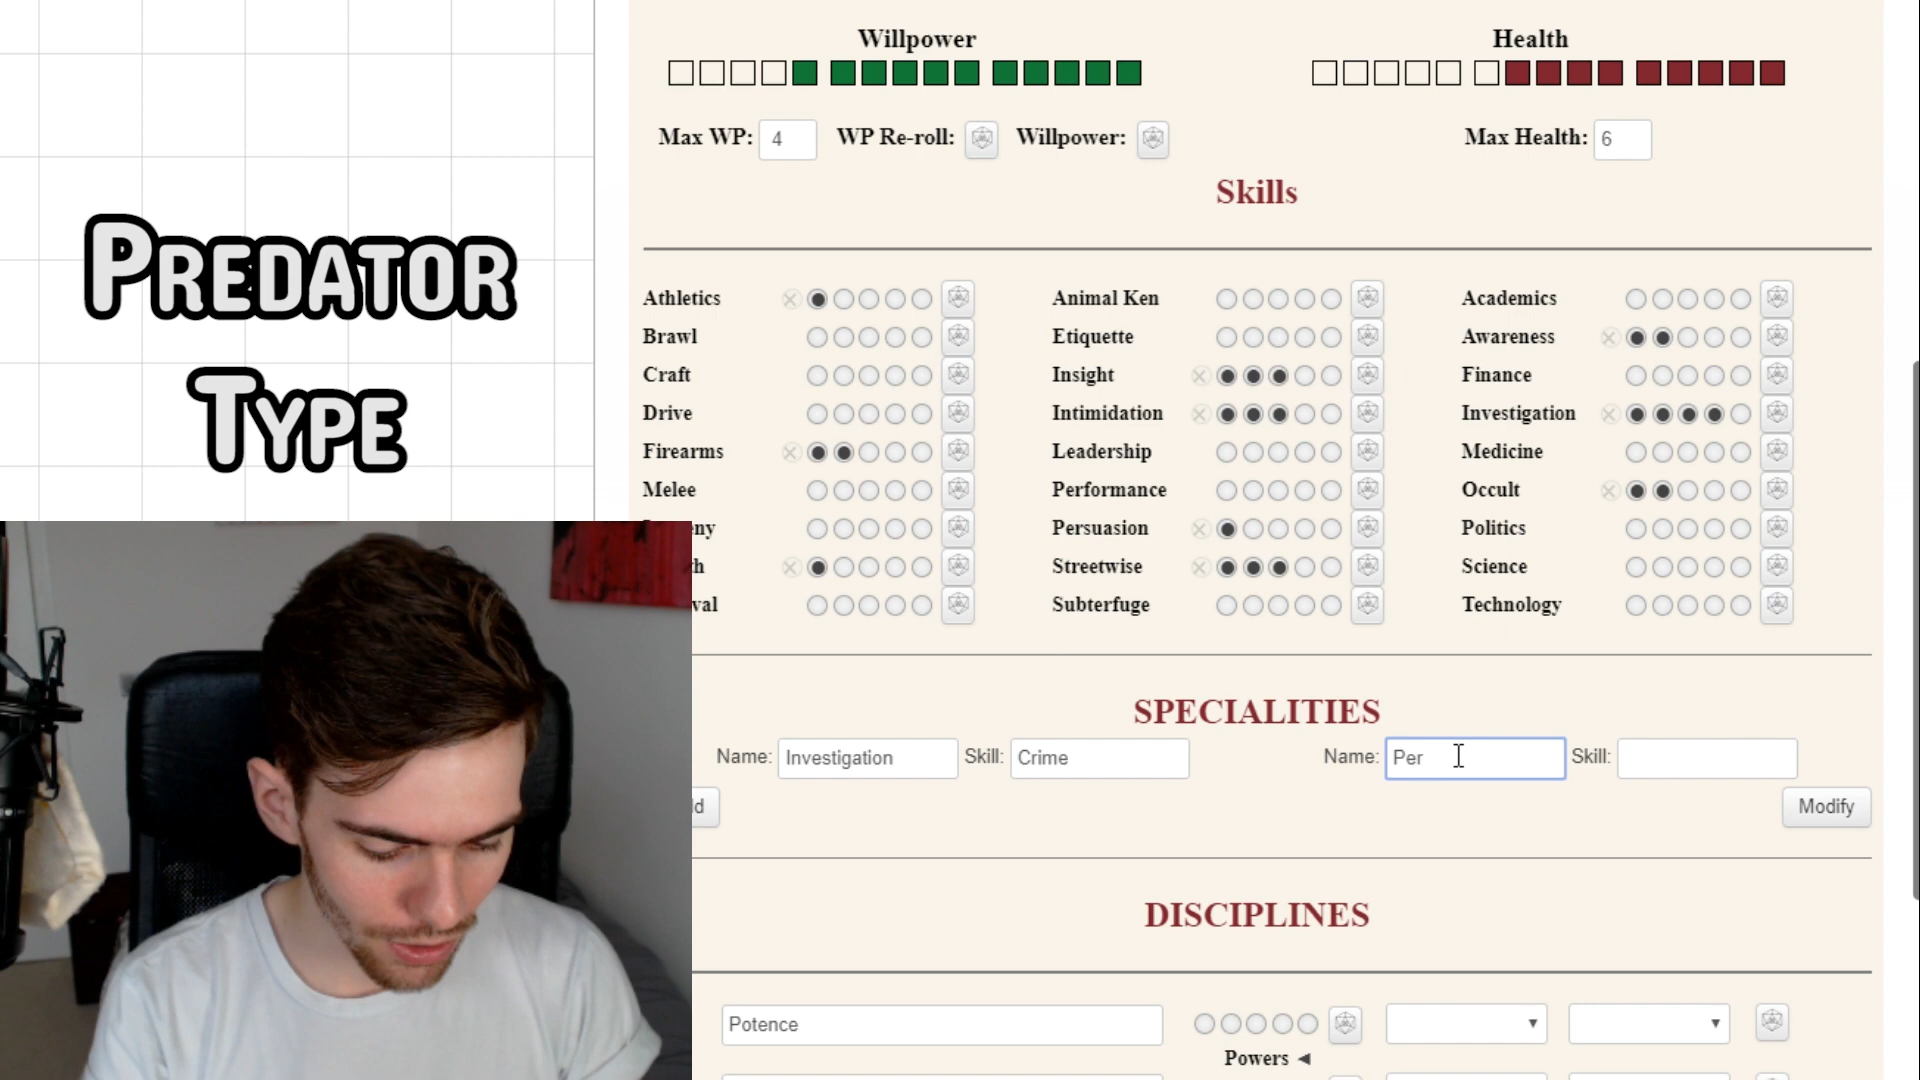 PREDATOR
TYPE
Willpower
Health
Max WP: 4 WP Re-roll: Willpower:
Max Health: 6
Skills
Athletics Animal Ken Academics
Brawl Etiquette Awareness
Craft Insight Finance
Drive Intimidation Investigation
Firearms Leadership Medicine
Melee Performance Occult
ny Persuasion Politics
h Streetwise Science
val Subterfuge Technology
SPECIALITIES
Name: Investigation Skill: Crime Name: Per Skill:
d Modify
DISCIPLINES
Potence
Powers